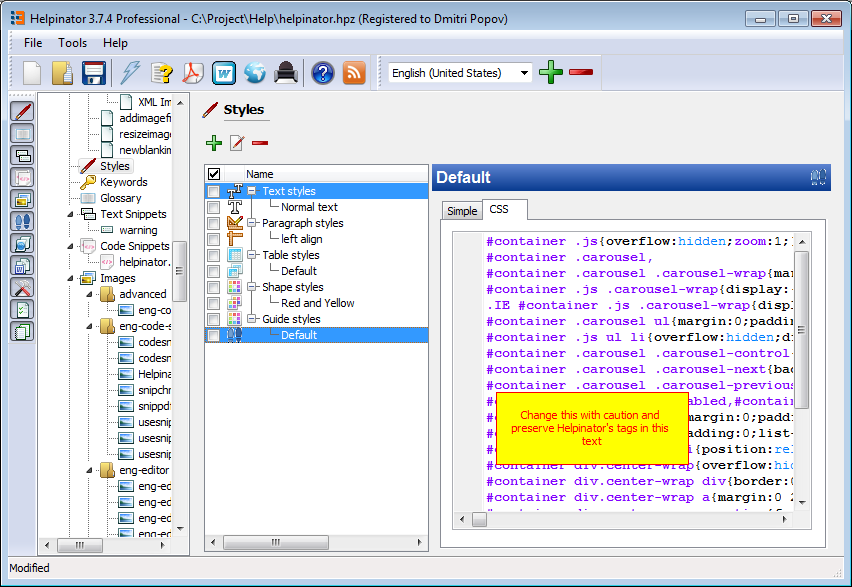 Helpinator 3.7.4 Professional - C:\Project\Help\helpinator.hpz (Registered to Dmitri Popov)
File Tools Help
English (United States)
XML Im
addimagefi
resizeimag
newblankin
Styles
Keywords
Glossary
Text Snippets
warning
Code Snippets
helpinator.
Images
advanced
eng-co
eng-code-s
codesn
codesn
Helpina
snipchr
snippdt
usesnip
usesnip
usesnip
eng-editor
eng-ed
eng-ed
eng-ed
eng-ed
Styles
Name
Text styles
Normal text
Paragraph styles
left align
Table styles
Default
Shape styles
Red and Yellow
Guide styles
Default
Default
Simple CSS
#container .js{overflow:hidden;zoom:1;
#container .carousel,
#container .carousel .carousel-wrap{mar
#container .js .carousel-wrap{display:
.IE #container .js .carousel-wrap{displ
#container .carousel ul{margin:0;paddin
#container .js ul li{overflow:hidden;di
#container .carousel .carousel-control
#container .carousel .carousel-next{bac
#container .carousel .carousel-previous
abled,#contain
margin:0;paddi
adding:0;list-
i{position:rel
#container div.center-wrap{overflow:hid
#container div.center-wrap div{border:0
#container div.center-wrap a{margin:0 2
Change this with caution and
preserve Helpinator's tags in this
text
Modified